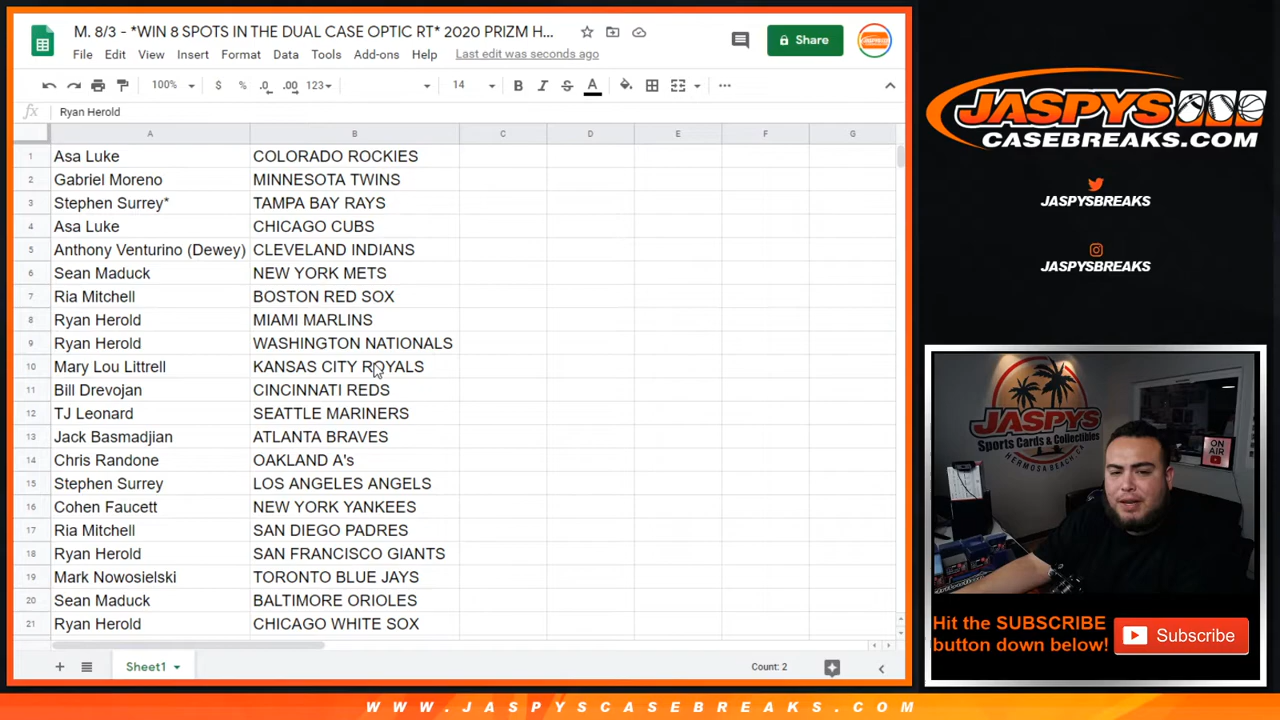 M. 8/3 - *WIN 8 SPOTS IN THE DUAL CASE OPTIC RT* 2020 PRIZM H...
File Edit View Insert Format Data Tools Add-ons Help Last edit was seconds ago
Share
100% $ % .0 .00 123 14 B I S A
fx Ryan Herold
A B C D E F G
1 Asa Luke COLORADO ROCKIES
2 Gabriel Moreno MINNESOTA TWINS
3 Stephen Surrey* TAMPA BAY RAYS
4 Asa Luke CHICAGO CUBS
5 Anthony Venturino (Dewey) CLEVELAND INDIANS
6 Sean Maduck NEW YORK METS
7 Ria Mitchell BOSTON RED SOX
8 Ryan Herold MIAMI MARLINS
9 Ryan Herold WASHINGTON NATIONALS
10 Mary Lou Littrell KANSAS CITY ROYALS
11 Bill Drevojan CINCINNATI REDS
12 TJ Leonard SEATTLE MARINERS
13 Jack Basmadjian ATLANTA BRAVES
14 Chris Randone OAKLAND A's
15 Stephen Surrey LOS ANGELES ANGELS
16 Cohen Faucett NEW YORK YANKEES
17 Ria Mitchell SAN DIEGO PADRES
18 Ryan Herold SAN FRANCISCO GIANTS
19 Mark Nowosielski TORONTO BLUE JAYS
20 Sean Maduck BALTIMORE ORIOLES
21 Ryan Herold CHICAGO WHITE SOX
Sheet1
Count: 2
JASPYS
CASEBREAKS.COM
JASPYSBREAKS
JASPYSBREAKS
JASPYS
Sports Cards & Collectibles
HERMOSA BEACH,
ON AIR
Hit the SUBSCRIBE
button down below!
Subscribe
WWW.JASPYSCASEBREAKS.COM